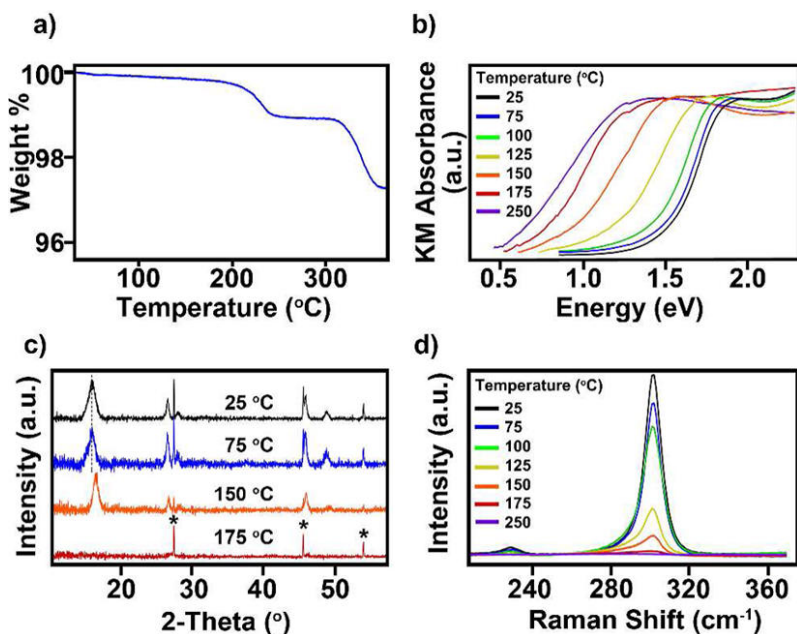 a)
100
98
96
Weight %
100
200
300
Temperature (°C)
b)
Temperature (°C)
25
75
100
125
150
175
250
KM Absorbance
(a.u.)
0.5
1.0
1.5
2.0
Energy (eV)
c)
25 °C
75 °C
150 °C
175 °C
*
*
*
Intensity (a.u.)
20
30
40
50
2-Theta (°)
d)
Temperature (°C)
25
75
100
125
150
175
250
Intensity (a.u.)
240
280
320
360
Raman Shift (cm⁻¹)